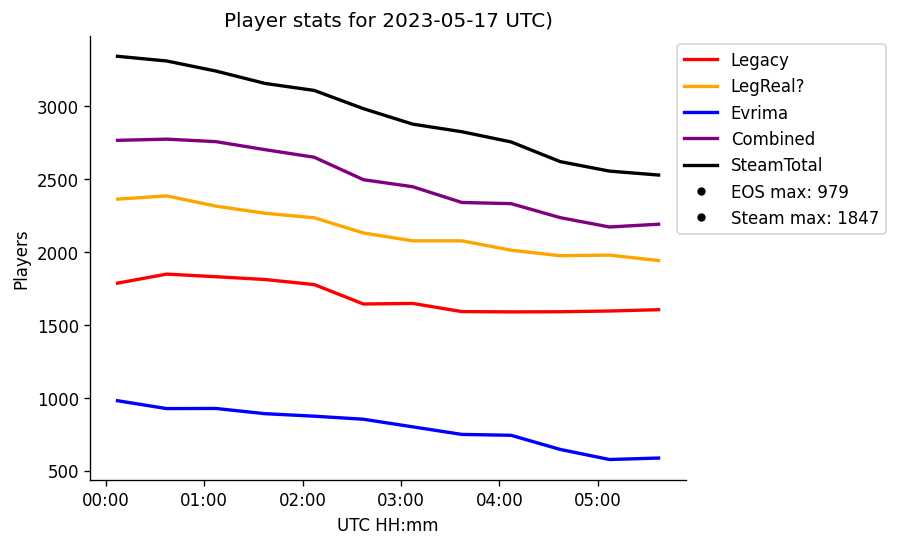 Player stats for 2023-05-17 UTC)
Legacy
LegReal?
Evrima
Combined
SteamTotal
EOS max: 979
Steam max: 1847
Players
3000
2500
2000
1500
1000
500
00:00 01:00 02:00 03:00 04:00 05:00
UTC HH:mm